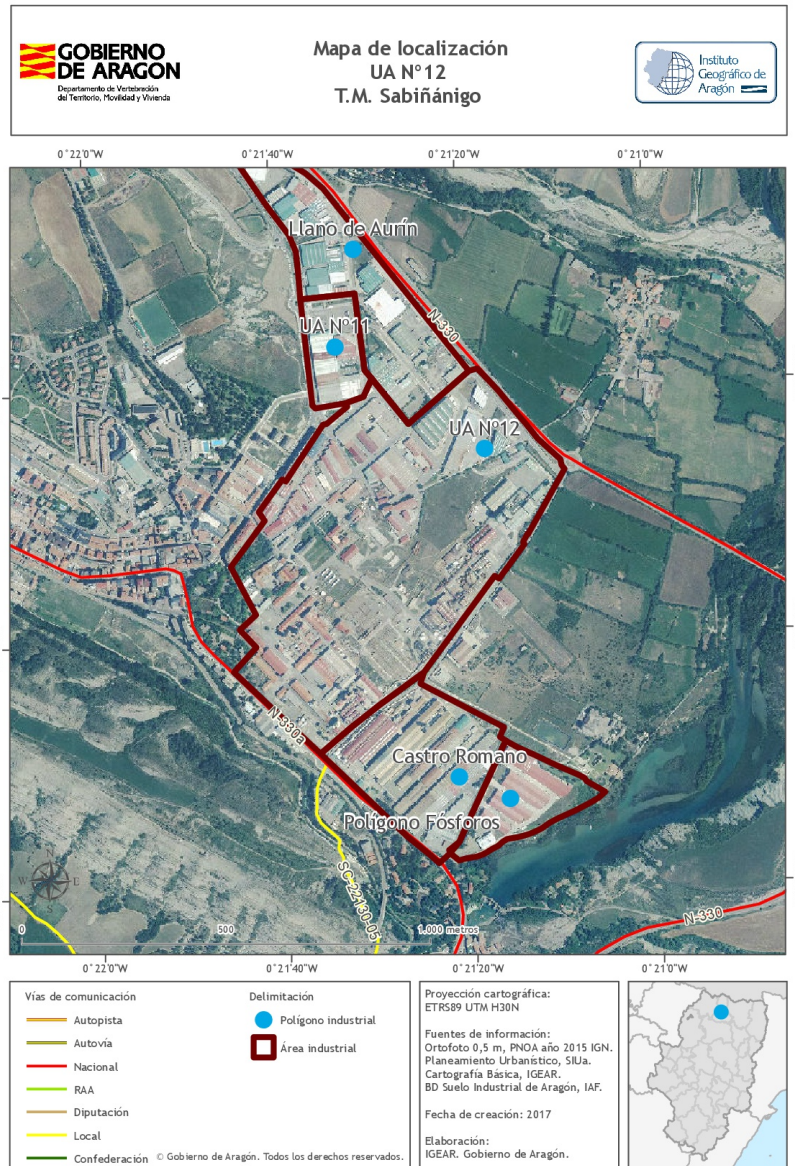 GOBIERNO
DE ARAGON
Departamento de Vertebración
del Territorio, Movilidad y Vivienda
Mapa de localización
UA Nº12
T.M. Sabiñánigo
Instituto
Geográfico de
Aragón
0°22'0"W
0°21'40"W
0°21'20"W
0°21'0"W
Llano de Aurín
N-330
UA Nº11
UA Nº12
N-330a
Castro Romano
Polígono Fósforos
SC-22130-05
N-330
N
W
E
S
0
500
1.000 metros
0°22'0"W
0°21'40"W
0°21'20"W
0°21'0"W
Vías de comunicación
Autopista
Autovía
Nacional
RAA
Diputación
Local
Confederación
Delimitación
Polígono industrial
Área industrial
© Gobierno de Aragón. Todos los derechos reservados.
Proyección cartográfica:
ETRS89 UTM H30N
Fuentes de información:
Ortofoto 0,5 m, PNOA año 2015 IGN.
Planeamiento Urbanístico, SIUa.
Cartografía Básica, IGEAR.
BD Suelo Industrial de Aragón, IAF.
Fecha de creación: 2017
Elaboración:
IGEAR. Gobierno de Aragón.